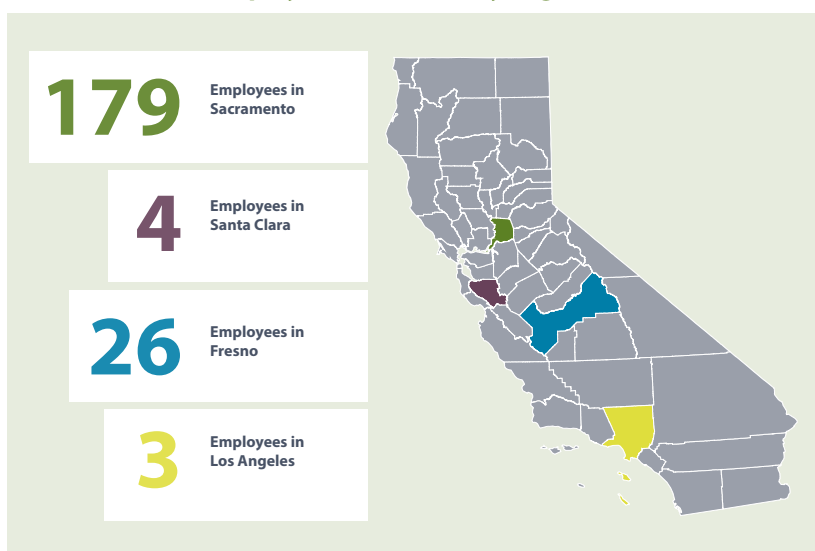 179
Employees in
Sacramento
4
Employees in
Santa Clara
26
Employees in
Fresno
3
Employees in
Los Angeles